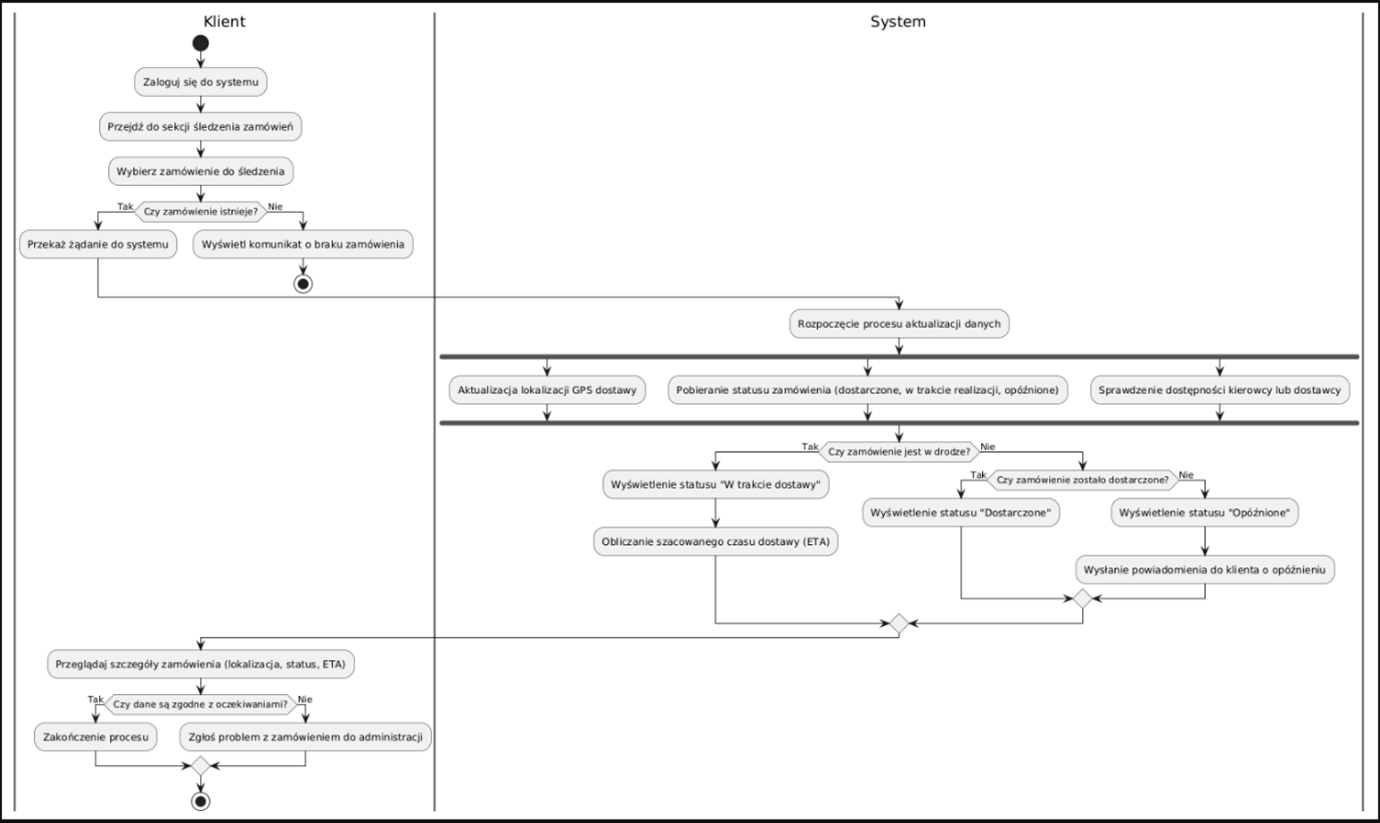 Klient
System
Zaloguj się do systemu
Przejdź do sekcji śledzenia zamówień
Wybierz zamówienie do śledzenia
Tak
Czy zamówienie istnieje?
Nie
Przekaż żądanie do systemu
Wyświetl komunikat o braku zamówienia
Rozpoczęcie procesu aktualizacji danych
Aktualizacja lokalizacji GPS dostawy
Pobieranie statusu zamówienia (dostarczone, w trakcie realizacji, opóźnione)
Sprawdzenie dostępności kierowcy lub dostawcy
Tak
Czy zamówienie jest w drodze?
Nie
Wyświetlenie statusu "W trakcie dostawy"
Tak
Czy zamówienie zostało dostarczone?
Nie
Wyświetlenie statusu "Dostarczone"
Wyświetlenie statusu "Opóźnione"
Obliczanie szacowanego czasu dostawy (ETA)
Wysłanie powiadomienia do klienta o opóźnieniu
Przeglądaj szczegóły zamówienia (lokalizacja, status, ETA)
Tak
Czy dane są zgodne z oczekiwaniami?
Nie
Zakończenie procesu
Zgłoś problem z zamówieniem do administracji